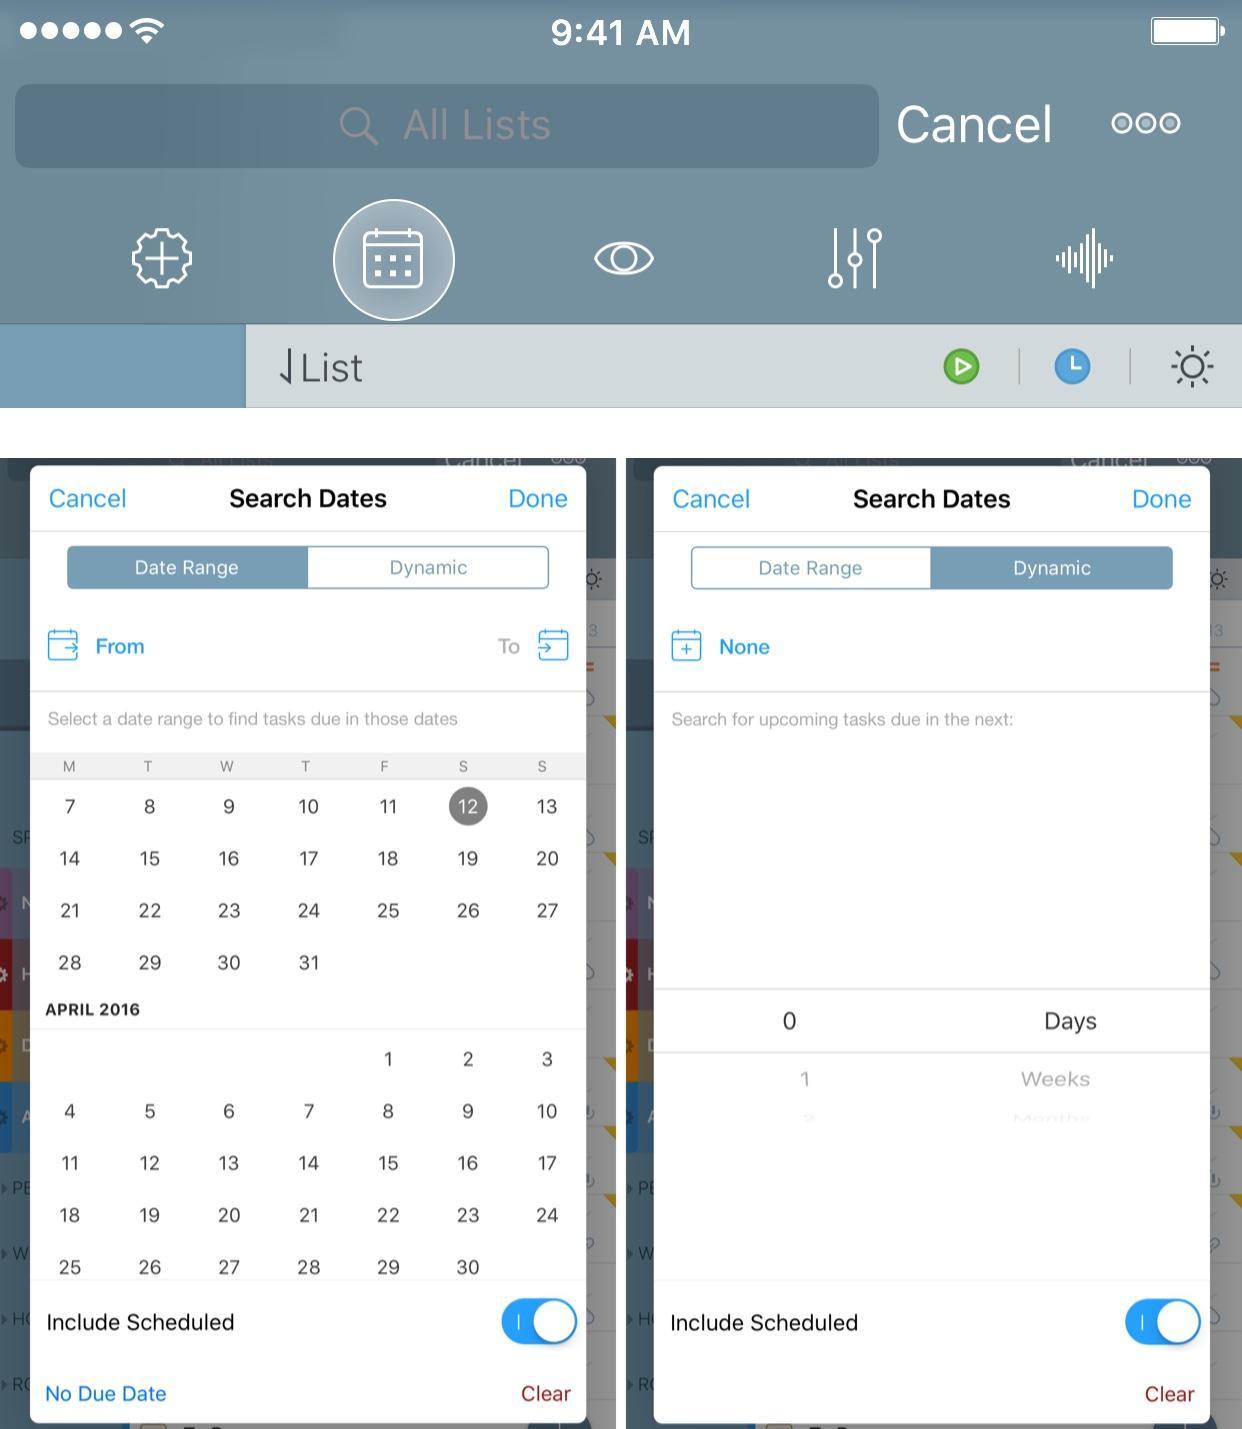 9:41 AM
All Lists
Cancel
List
Cancel
Search Dates
Done
Date Range
Dynamic
From
To
Select a date range to find tasks due in those dates
M T W T F S S
7 8 9 10 11 12 13
14 15 16 17 18 19 20
21 22 23 24 25 26 27
28 29 30 31
APRIL 2016
1 2 3
4 5 6 7 8 9 10
11 12 13 14 15 16 17
18 19 20 21 22 23 24
25 26 27 28 29 30
Include Scheduled
No Due Date
Clear
Cancel
Search Dates
Done
Date Range
Dynamic
None
Search for upcoming tasks due in the next:
0 Days
1 Weeks
2 Months
Include Scheduled
Clear